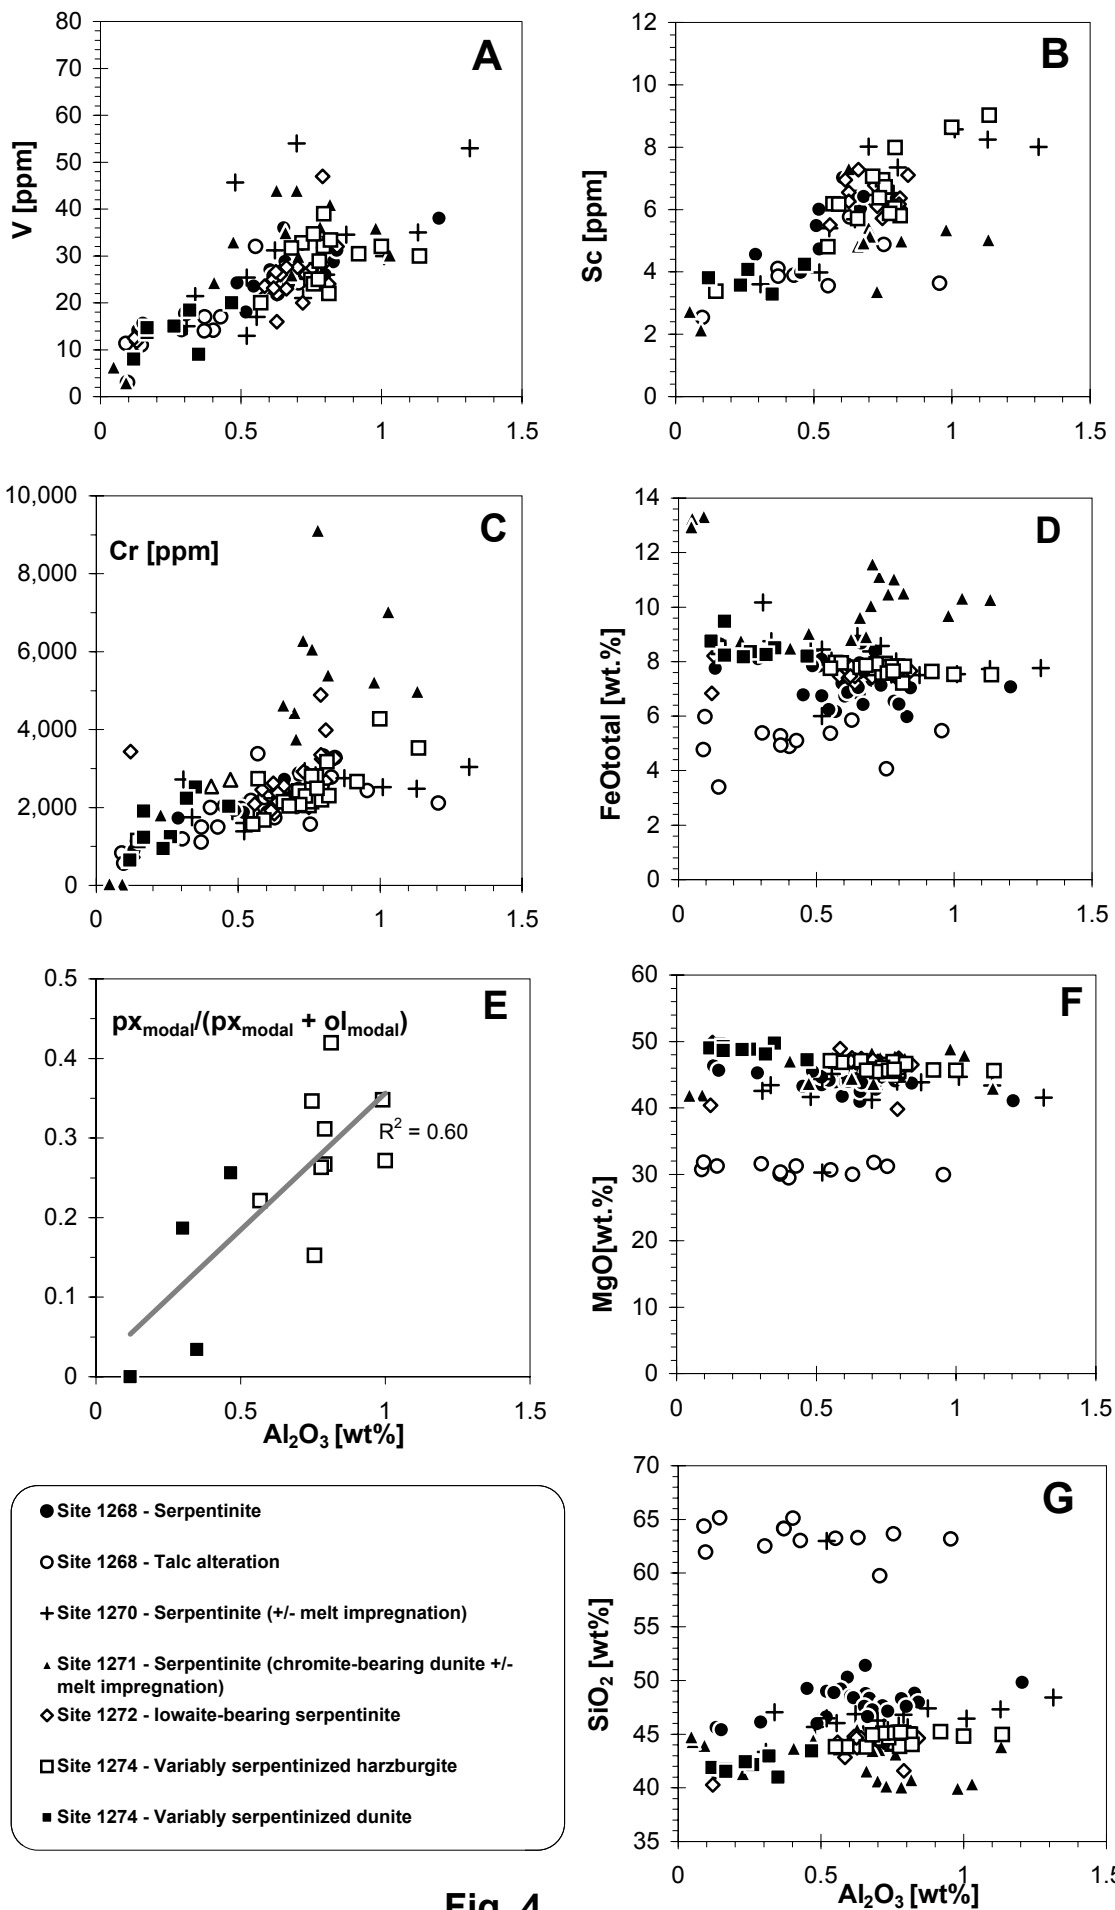 A
V [ppm]
80
70
60
50
40
30
20
10
0
0 0.5 1 1.5
B
Sc [ppm]
12
10
8
6
4
2
0
0 0.5 1 1.5
C
Cr [ppm]
10,000
8,000
6,000
4,000
2,000
0
0 0.5 1 1.5
D
FeOtotal [wt.%]
14
12
10
8
6
4
2
0
0 0.5 1 1.5
E
px_modal/(px_modal + ol_modal)
0.5
0.4
0.3
0.2
0.1
0
R² = 0.60
0 0.5 1 1.5
Al₂O₃ [wt%]
F
MgO[wt.%]
60
50
40
30
20
10
0
0 0.5 1 1.5
G
SiO₂ [wt%]
70
65
60
55
50
45
40
35
0 0.5 1 1.5
Al₂O₃ [wt%]
Site 1268 - Serpentinite
Site 1268 - Talc alteration
Site 1270 - Serpentinite (+/- melt impregnation)
Site 1271 - Serpentinite (chromite-bearing dunite +/-
melt impregnation)
Site 1272 - Iowaite-bearing serpentinite
Site 1274 - Variably serpentinized harzburgite
Site 1274 - Variably serpentinized dunite
Fig. 4